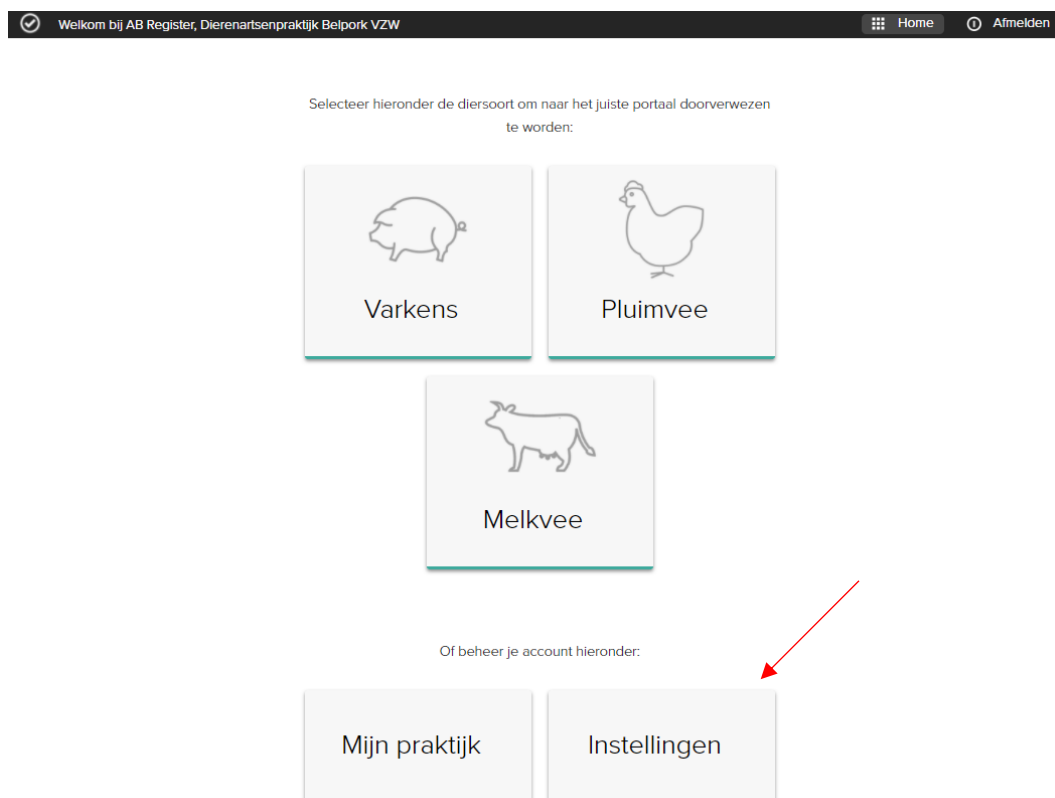 Welkom bij AB Register, Dierenartsenpraktijk Belpork VZW
Home
Afmelden
Selecteer hieronder de diersoort om naar het juiste portaal doorverwezen
te worden:
Varkens
Pluimvee
Melkvee
Of beheer je account hieronder:
Mijn praktijk
Instellingen